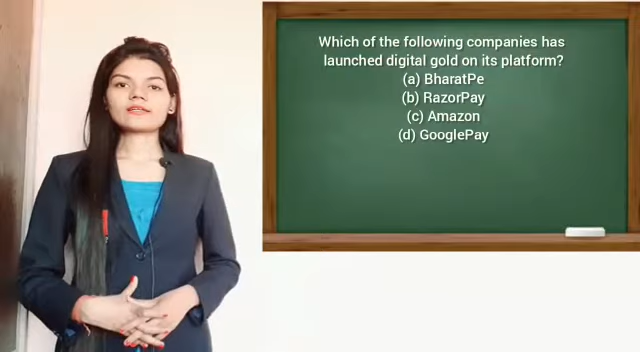 Which of the following companies has
launched digital gold on its platform?
(a) BharatPe
(b) RazorPay
(c) Amazon
(d) GooglePay